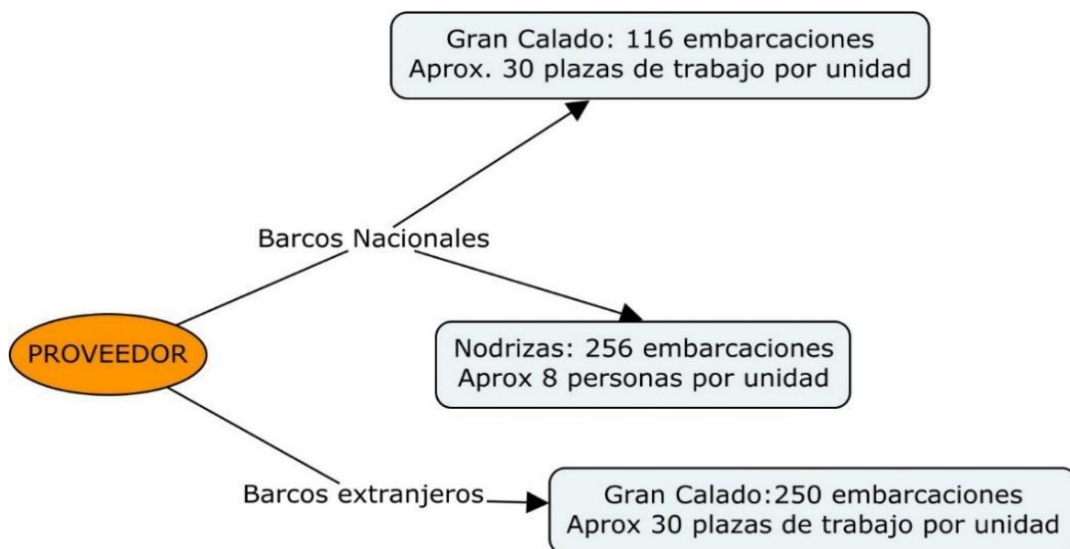 Gran Calado: 116 embarcaciones
Aprox. 30 plazas de trabajo por unidad
Barcos Nacionales
PROVEEDOR
Nodrizas: 256 embarcaciones
Aprox 8 personas por unidad
Barcos extranjeros
Gran Calado:250 embarcaciones
Aprox 30 plazas de trabajo por unidad